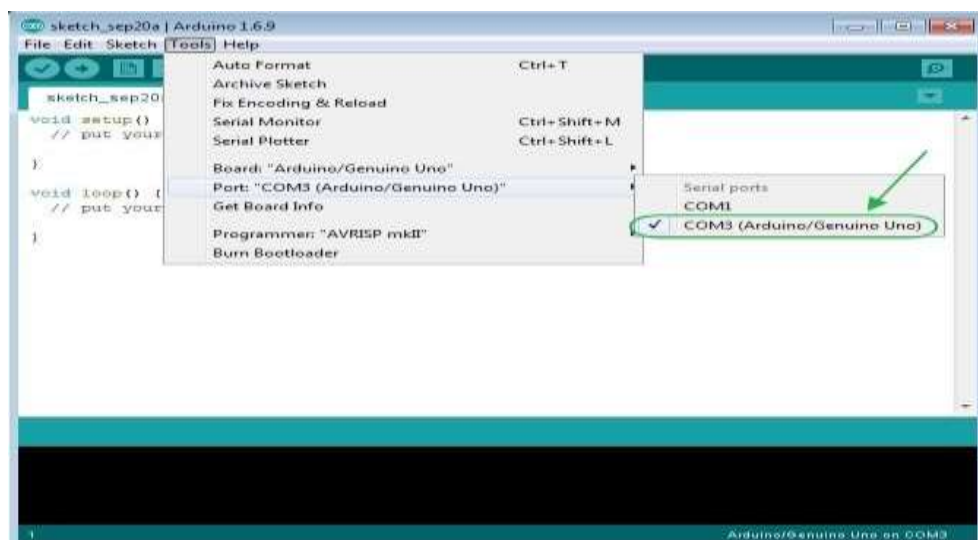 sketch_sep20a | Arduino 1.6.9
File Edit Sketch Tools Help
sketch_sep20
Auto Format Ctrl+T
Archive Sketch
Fix Encoding & Reload
Serial Monitor Ctrl+Shift+M
Serial Plotter Ctrl+Shift+L
Board: "Arduino/Genuino Uno"
Port: "COM3 (Arduino/Genuino Uno)"
Get Board Info
Programmer: "AVRISP mkII"
Burn Bootloader
Serial ports
COM1
✓ COM3 (Arduino/Genuino Uno)
void setup()
// put your
}
void loop() {
// put your
}
1
Arduino/Genuino Uno on COM3